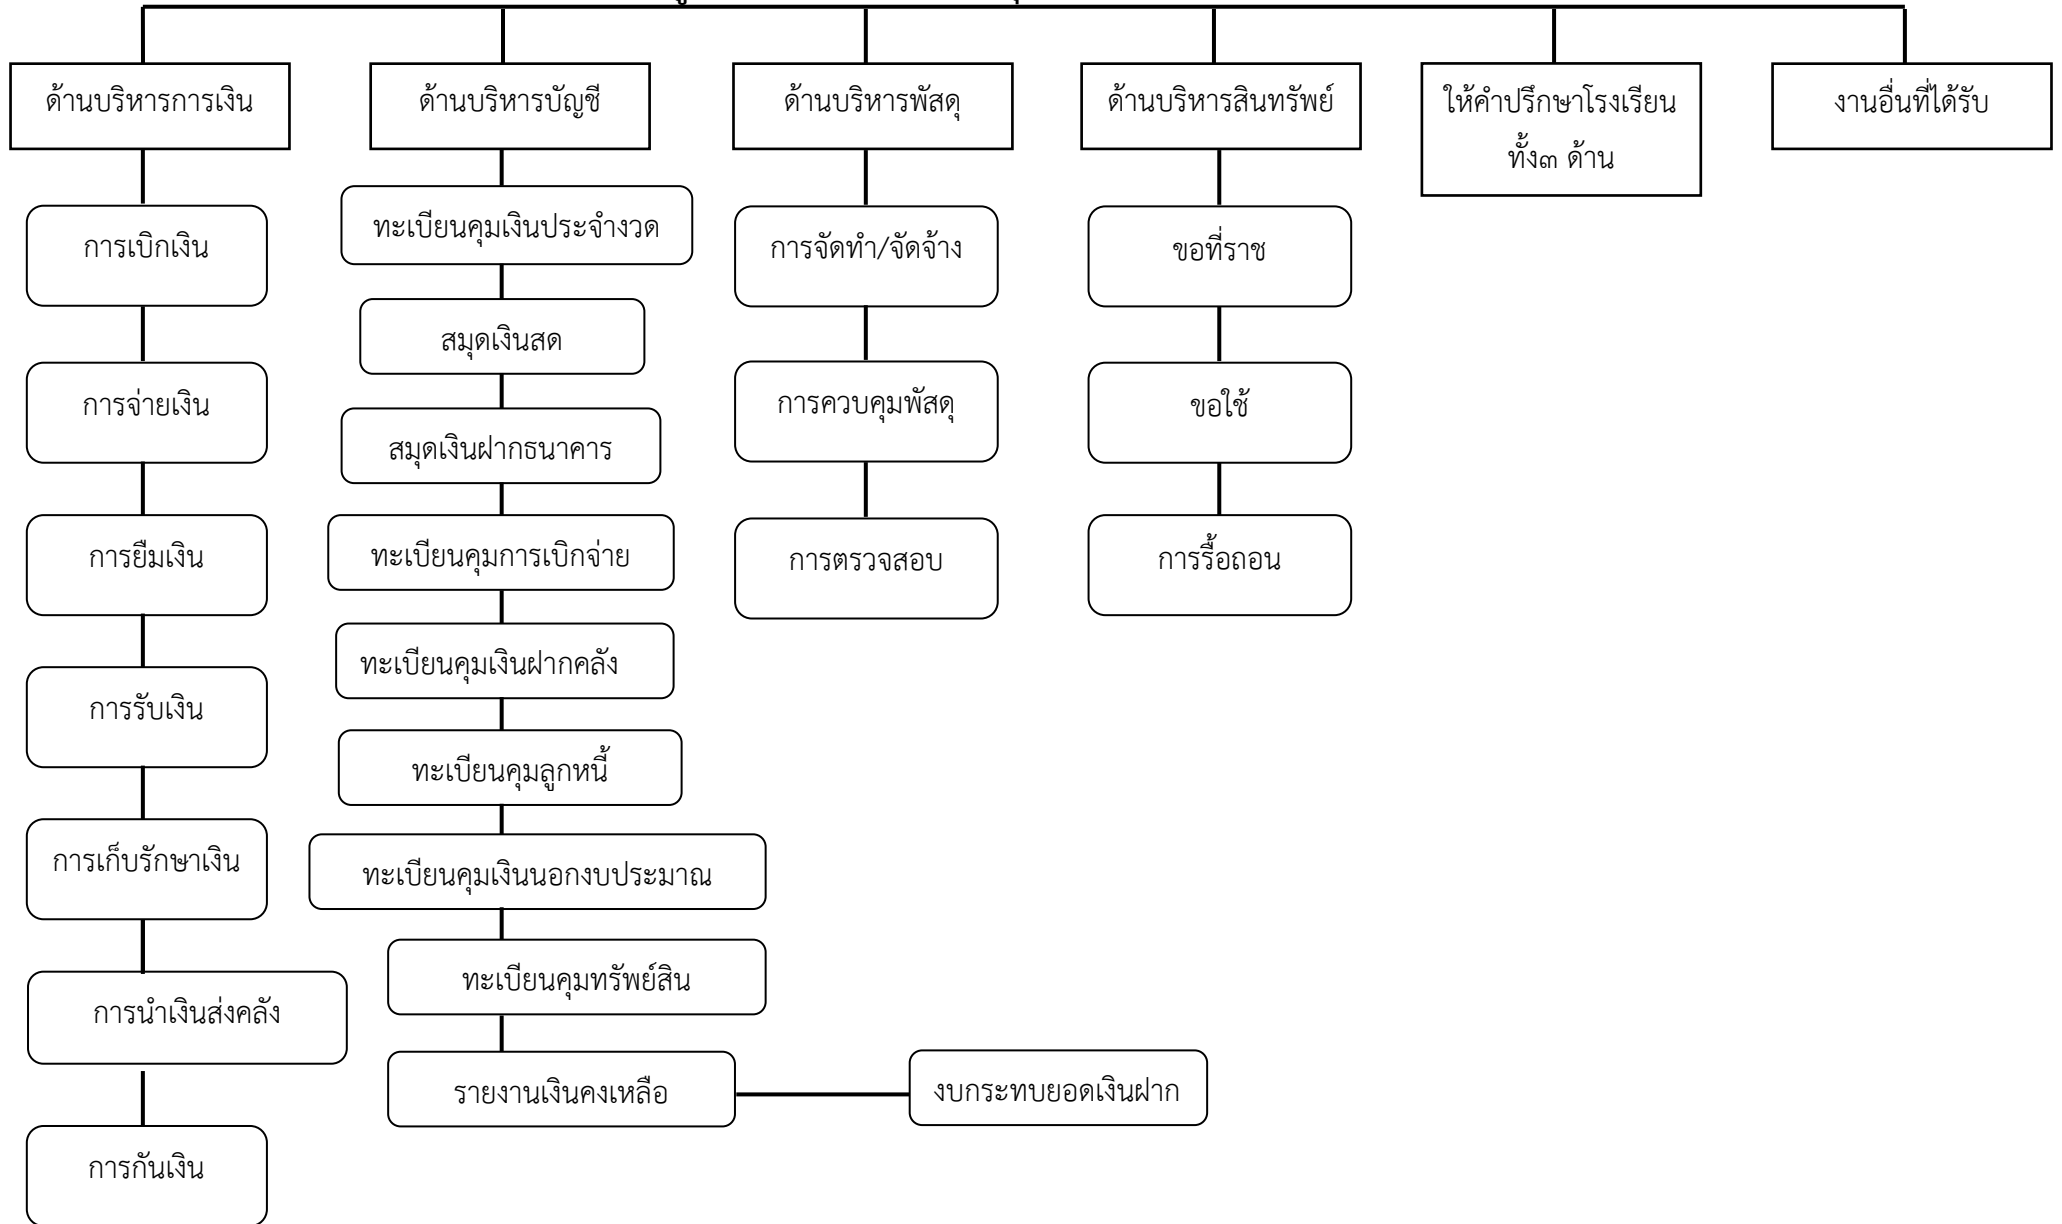 ด้านบริหารการเงิน
ด้านบริหารบัญชี
ด้านบริหารพัสดุ
ด้านบริหารสินทรัพย์
ให้คำปรึกษาโรงเรียน
ทั้ง๓ ด้าน
งานอื่นที่ได้รับ
การเบิกเงิน
การจ่ายเงิน
การยืมเงิน
การรับเงิน
การเก็บรักษาเงิน
การนำเงินส่งคลัง
การกันเงิน
ทะเบียนคุมเงินประจำงวด
สมุดเงินสด
สมุดเงินฝากธนาคาร
ทะเบียนคุมการเบิกจ่าย
ทะเบียนคุมเงินฝากคลัง
ทะเบียนคุมลูกหนี้
ทะเบียนคุมเงินนอกงบประมาณ
ทะเบียนคุมทรัพย์สิน
รายงานเงินคงเหลือ
งบกระทบยอดเงินฝาก
การจัดทำ/จัดจ้าง
การควบคุมพัสดุ
การตรวจสอบ
ขอที่ราช
ขอใช้
การรื้อถอน